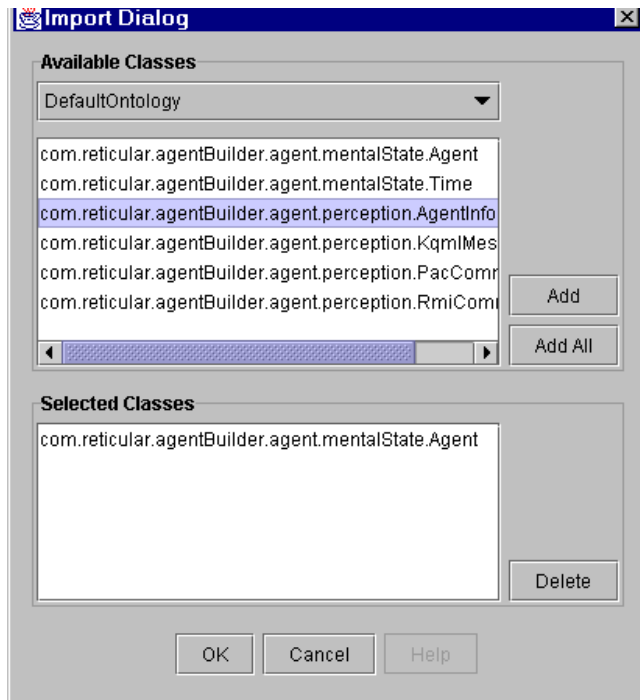 Import Dialog
Available Classes
DefaultOntology
com.reticular.agentBuilder.agent.mentalState.Agent
com.reticular.agentBuilder.agent.mentalState.Time
com.reticular.agentBuilder.agent.perception.AgentInfo
com.reticular.agentBuilder.agent.perception.KqmlMes
com.reticular.agentBuilder.agent.perception.PacComm
com.reticular.agentBuilder.agent.perception.RmiComm
Add
Add All
Selected Classes
com.reticular.agentBuilder.agent.mentalState.Agent
Delete
OK Cancel Help